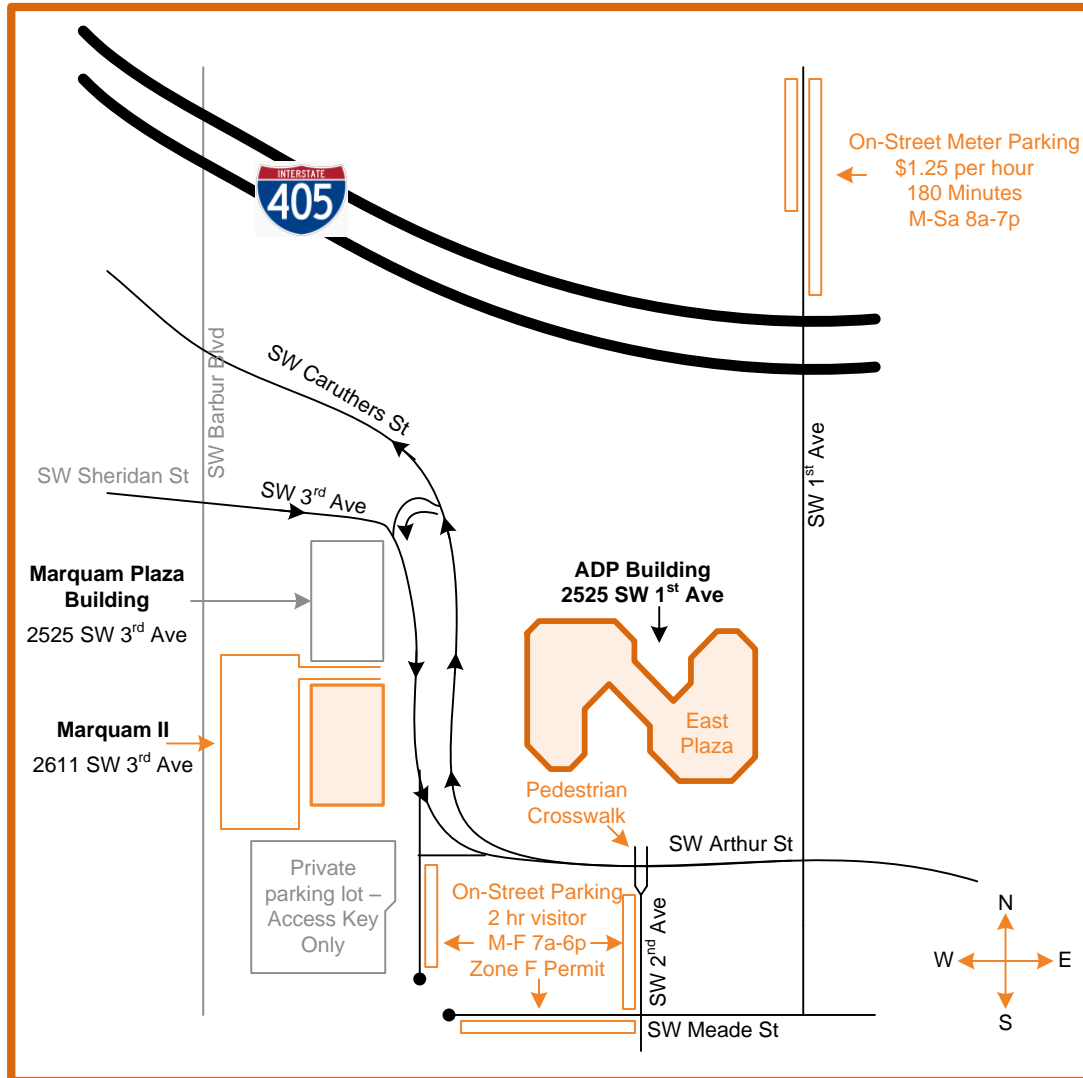 On-Street Meter Parking
$1.25 per hour
180 Minutes
M-Sa 8a-7p
INTERSTATE
405
SW Barbur Blvd
SW Caruthers St
SW 1st Ave
SW Sheridan St
SW 3rd Ave
Marquam Plaza
Building
2525 SW 3rd Ave
ADP Building
2525 SW 1st Ave
East
Plaza
Marquam II
2611 SW 3rd Ave
Pedestrian
Crosswalk
SW Arthur St
Private
parking lot –
Access Key
Only
On-Street Parking
2 hr visitor
M-F 7a-6p
Zone F Permit
SW 2nd Ave
SW Meade St
N
W
E
S